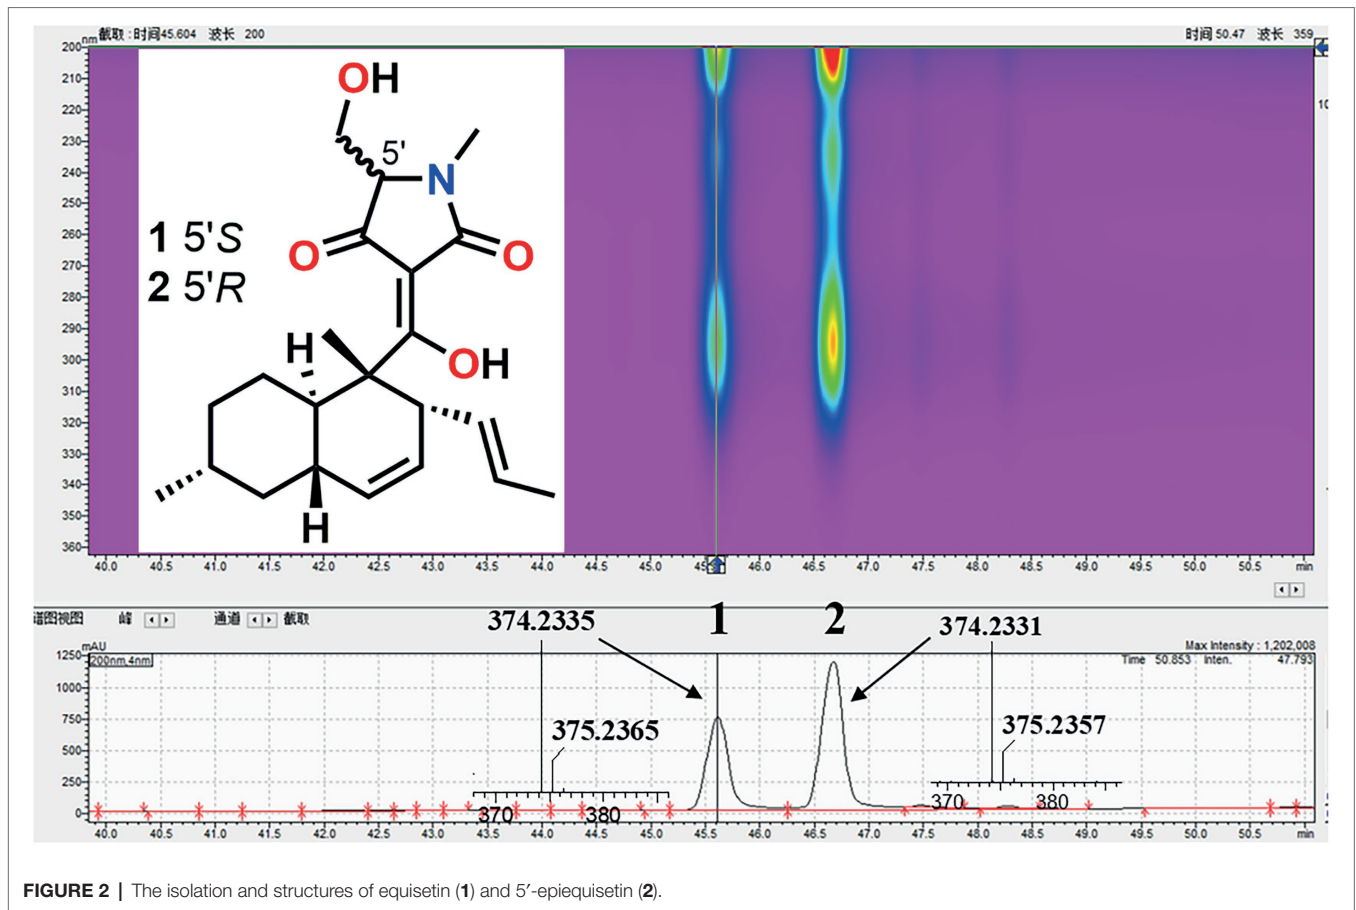 nm 截取 : 时间45.604 波长 200
时间 50.47 波长 359
200
210
220
230
240
250
260
270
280
290
300
310
320
330
340
350
360
OH
5'
N
1 5'S
2 5'R
O
O
H
OH
H
10
40.0 40.5 41.0 41.5 42.0 42.5 43.0 43.5 44.0 44.5 45.0 46.0 46.5 47.0 47.5 48.0 48.5 49.0 49.5 50.0 50.5 min
谱图视图 峰 通道 截取
374.2335 1 2 374.2331
mAU
Max Intensity : 1,202,008
200nm,4nm
Time 50.853 Inten. 47.793
1250
1000
750
500
250
0
375.2365
375.2357
370 380
370 380
40.0 40.5 41.0 41.5 42.0 42.5 43.0 43.5 44.0 44.5 45.0 45.5 46.0 46.5 47.0 47.5 48.0 48.5 49.0 49.5 50.0 50.5 min
FIGURE 2 | The isolation and structures of equisetin (1) and 5′-epiequisetin (2).